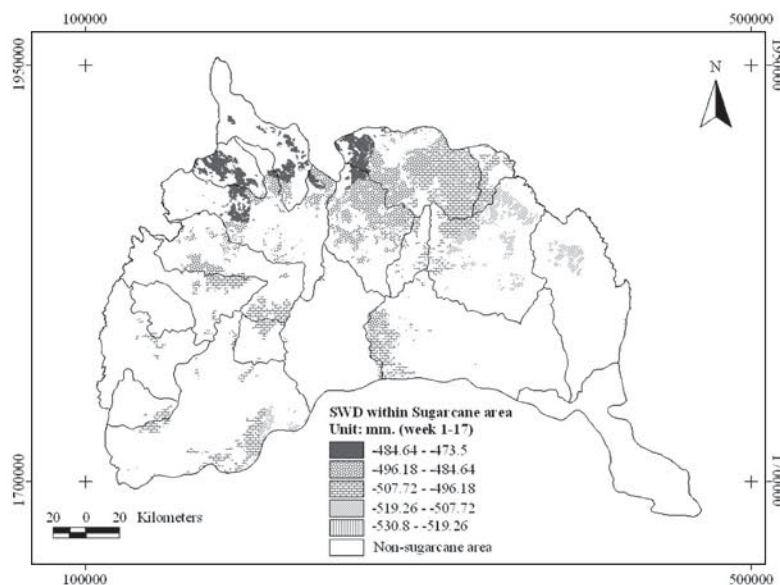 100000
500000
1950000
1950000
N
SWD within Sugarcane area
Unit: mm. (week 1-17)
-484.64 - -473.5
-496.18 - -484.64
-507.72 - -496.18
-519.26 - -507.72
-530.8 - -519.26
Non-sugarcane area
1700000
1700000
20 0 20 Kilometers
100000
500000